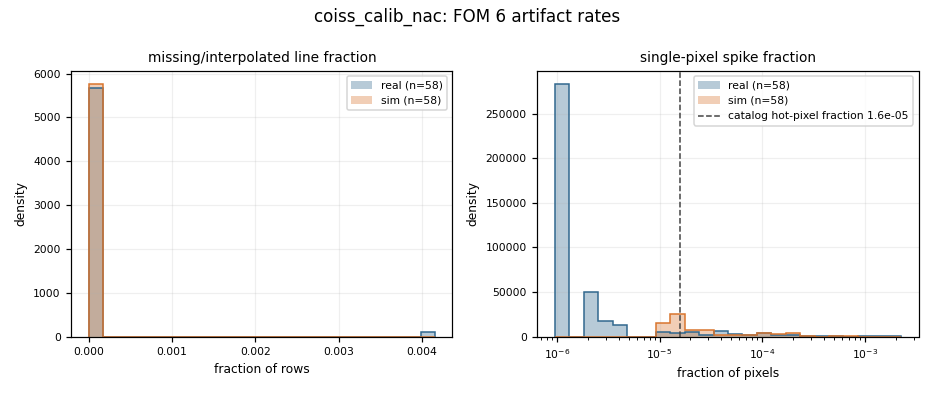 coiss_calib_nac: FOM 6 artifact rates
missing/interpolated line fraction
density
6000
5000
4000
3000
2000
1000
0
0.000 0.001 0.002 0.003 0.004
fraction of rows
real (n=58)
sim (n=58)
single-pixel spike fraction
density
250000
200000
150000
100000
50000
0
10⁻⁶ 10⁻⁵ 10⁻⁴ 10⁻³
fraction of pixels
real (n=58)
sim (n=58)
catalog hot-pixel fraction 1.6e-05